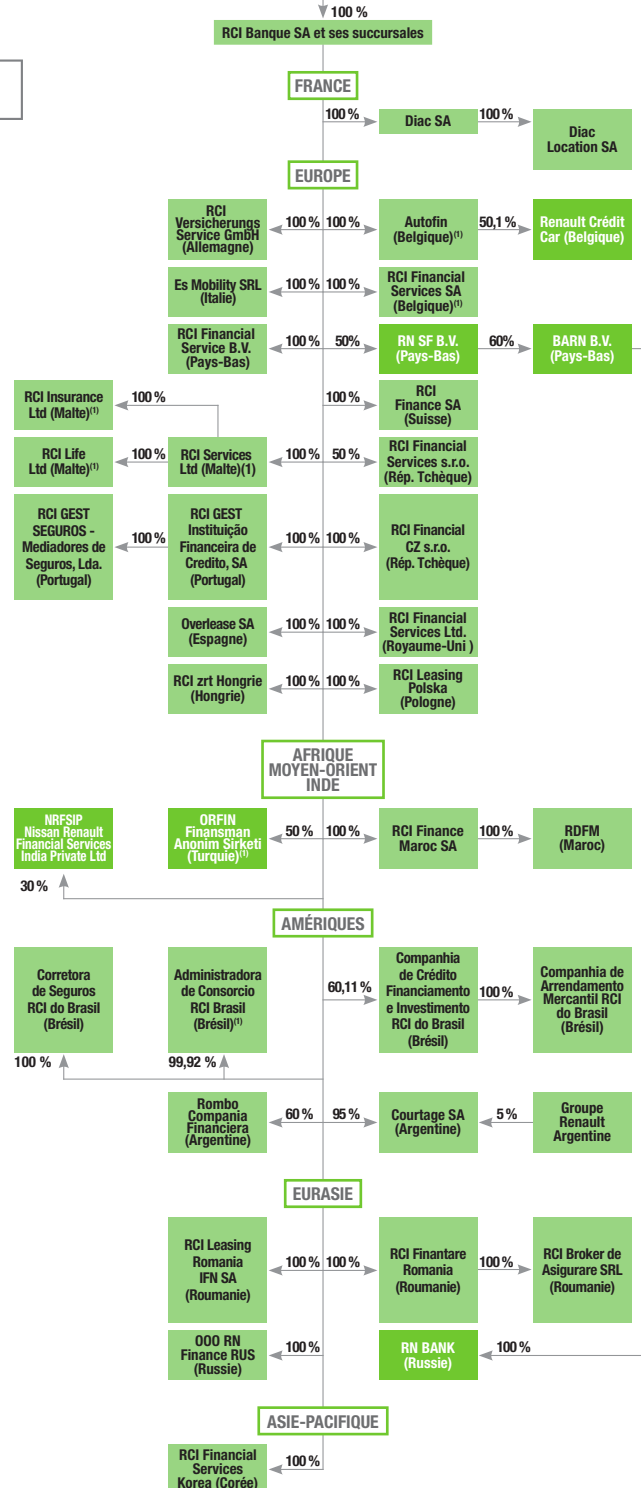 100 %
RCI Banque SA et ses succursales
FRANCE
100 %
Diac SA
100 %
Diac
Location SA
EUROPE
RCI
Versicherungs
Service GmbH
(Allemagne)
100 %
100 %
Autofin
(Belgique)(1)
50,1 %
Renault Crédit
Car (Belgique)
Es Mobility SRL
(Italie)
100 %
100 %
RCI Financial
Services SA
(Belgique)(1)
RCI Financial
Service B.V.
(Pays-Bas)
100 %
50%
RN SF B.V.
(Pays-Bas)
60%
BARN B.V.
(Pays-Bas)
RCI Insurance
Ltd (Malte)(1)
100 %
100 %
RCI
Finance SA
(Suisse)
RCI Life
Ltd (Malte)(1)
100 %
RCI Services
Ltd (Malte)(1)
100 %
50 %
RCI Financial
Services s.r.o.
(Rép. Tchèque)
RCI GEST
SEGUROS -
Mediadores de
Seguros, Lda.
(Portugal)
100 %
RCI GEST
Instituição
Financeira de
Credito, SA
(Portugal)
100 %
100 %
RCI Financial
CZ s.r.o.
(Rép. Tchèque)
Overlease SA
(Espagne)
100 %
100 %
RCI Financial
Services Ltd.
(Royaume-Uni )
RCI zrt Hongrie
(Hongrie)
100 %
100 %
RCI Leasing
Polska
(Pologne)
AFRIQUE
MOYEN-ORIENT
INDE
NRFSIP
Nissan Renault
Financial Services
India Private Ltd
ORFIN
Finansman
Anonim Sirketi
(Turquie)(1)
50 %
100 %
RCI Finance
Maroc SA
100 %
RDFM
(Maroc)
30 %
AMÉRIQUES
Corretora
de Seguros
RCI do Brasil
(Brésil)
Administradora
de Consorcio
RCI Brasil
(Brésil)(1)
60,11 %
Companhia
de Crédito
Financiamento
e Investimento
RCI do Brasil
(Brésil)
100 %
Companhia de
Arrendamento
Mercantil RCI
do Brasil
(Brésil)
100 %
99,92 %
Rombo
Compania
Financiera
(Argentine)
60 %
95 %
Courtage SA
(Argentine)
5 %
Groupe
Renault
Argentine
EURASIE
RCI Leasing
Romania
IFN SA
(Roumanie)
100 %
100 %
RCI Finantare
Romania
(Roumanie)
100 %
RCI Broker de
Asigurare SRL
(Roumanie)
OOO RN
Finance RUS
(Russie)
100 %
RN BANK
(Russie)
100 %
ASIE-PACIFIQUE
RCI Financial
Services
Korea (Corée)
100 %